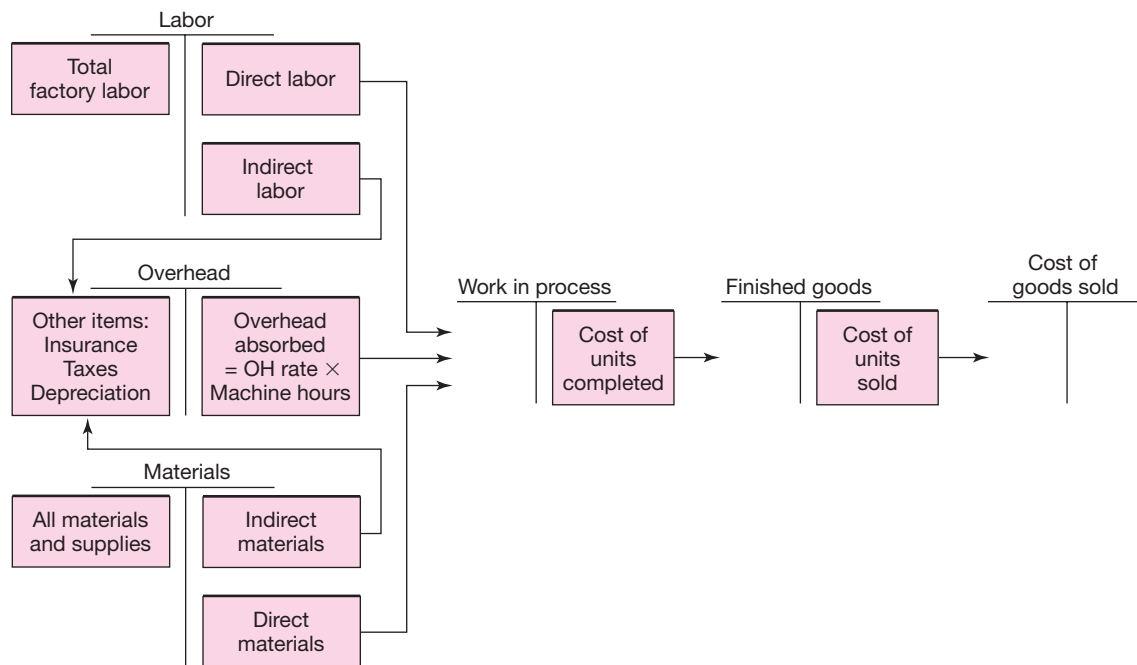 Labor
Total
factory labor
Direct labor
Indirect
labor
Overhead
Other items:
Insurance
Taxes
Depreciation
Overhead
absorbed
= OH rate ×
Machine hours
Materials
All materials
and supplies
Indirect
materials
Direct
materials
Work in process
Cost of
units
completed
Finished goods
Cost of
units
sold
Cost of
goods sold